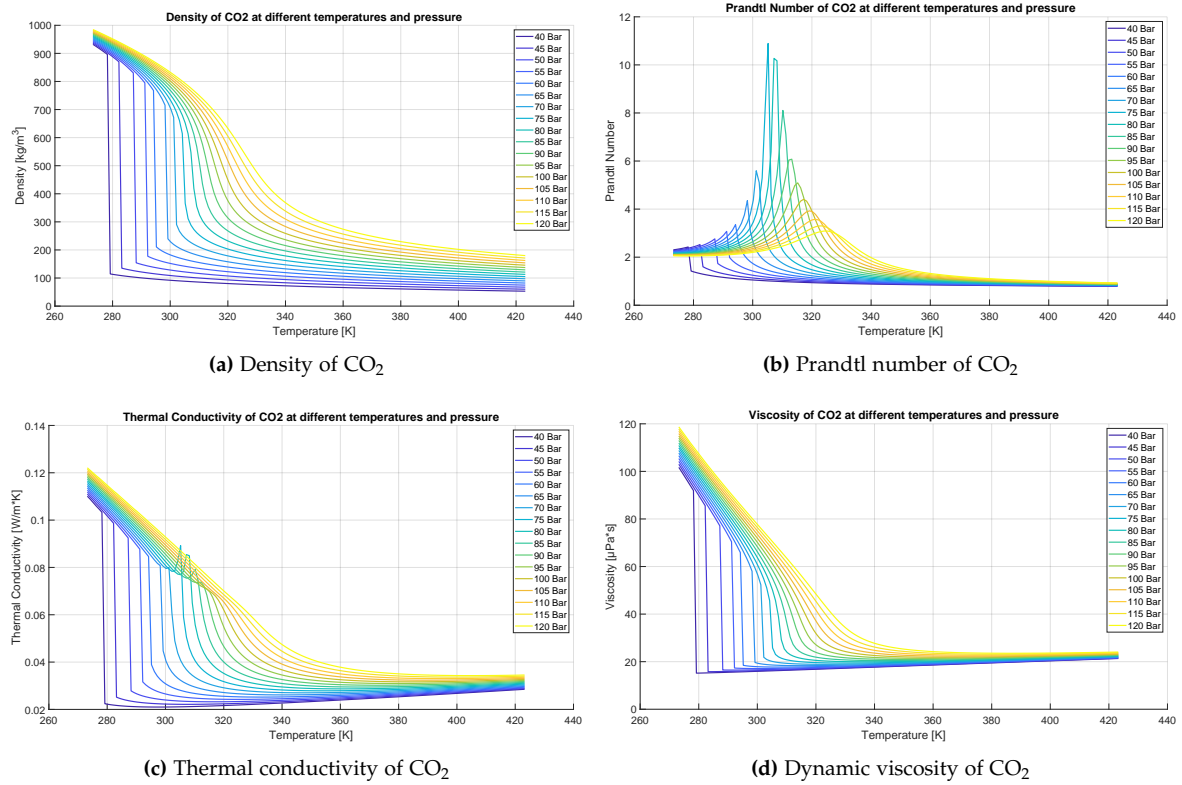 Density of CO2 at different temperatures and pressure
1000
900
800
700
600
500
400
300
200
100
0
Density [kg/m³]
260 280 300 320 340 360 380 400 420 440
Temperature [K]
40 Bar
45 Bar
50 Bar
55 Bar
60 Bar
65 Bar
70 Bar
75 Bar
80 Bar
85 Bar
90 Bar
95 Bar
100 Bar
105 Bar
110 Bar
115 Bar
120 Bar
(a) Density of CO₂
Prandtl Number of CO2 at different temperatures and pressure
12
10
8
6
4
2
0
Prandtl Number
260 280 300 320 340 360 380 400 420 440
Temperature [K]
40 Bar
45 Bar
50 Bar
55 Bar
60 Bar
65 Bar
70 Bar
75 Bar
80 Bar
85 Bar
90 Bar
95 Bar
100 Bar
105 Bar
110 Bar
115 Bar
120 Bar
(b) Prandtl number of CO₂
Thermal Conductivity of CO2 at different temperatures and pressure
0.14
0.12
0.1
0.08
0.06
0.04
0.02
Thermal Conductivity [W/m*K]
260 280 300 320 340 360 380 400 420 440
Temperature [K]
40 Bar
45 Bar
50 Bar
55 Bar
60 Bar
65 Bar
70 Bar
75 Bar
80 Bar
85 Bar
90 Bar
95 Bar
100 Bar
105 Bar
110 Bar
115 Bar
120 Bar
(c) Thermal conductivity of CO₂
Viscosity of CO2 at different temperatures and pressure
120
100
80
60
40
20
0
Viscosity [µPa*s]
260 280 300 320 340 360 380 400 420 440
Temperature [K]
40 Bar
45 Bar
50 Bar
55 Bar
60 Bar
65 Bar
70 Bar
75 Bar
80 Bar
85 Bar
90 Bar
95 Bar
100 Bar
105 Bar
110 Bar
115 Bar
120 Bar
(d) Dynamic viscosity of CO₂